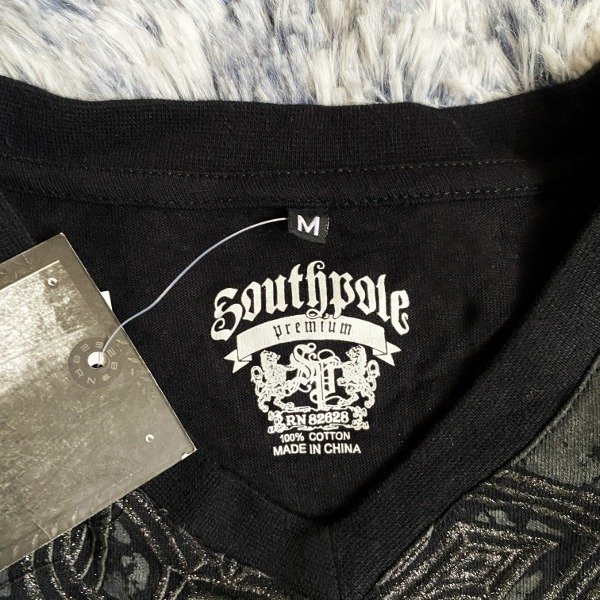 M
Southpole
premium
SP
RN 82628
100% COTTON
MADE IN CHINA